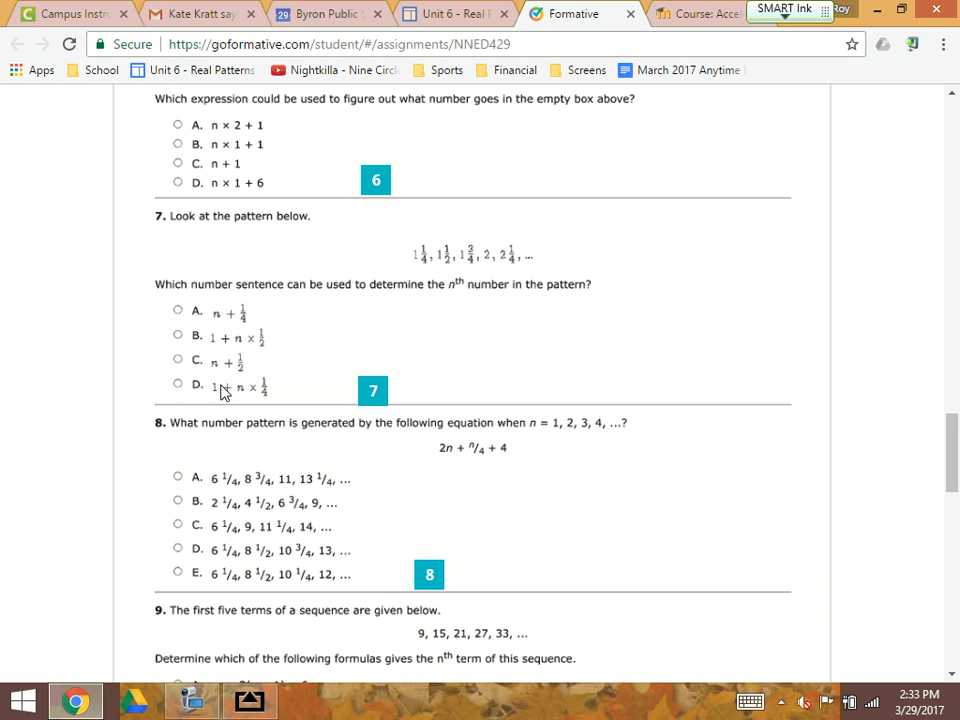 Campus Instru
Kate Kratt say
Byron Public S
Unit 6 - Real P
Formative
Course: Accel
SMART Ink
Roy
Secure
https://goformative.com/student/#/assignments/NNED429
Apps
School
Unit 6 - Real Patterns
Nightkilla - Nine Circl
Sports
Financial
Screens
March 2017 Anytime
Which expression could be used to figure out what number goes in the empty box above?
A. n × 2 + 1
B. n × 1 + 1
C. n + 1
D. n × 1 + 6
6
7. Look at the pattern below.
1 1/4, 1 1/2, 1 3/4, 2, 2 1/4, ...
Which number sentence can be used to determine the nth number in the pattern?
A. n + 1/4
B. 1 + n × 1/2
C. n + 1/2
D. 1 + n × 1/4
7
8. What number pattern is generated by the following equation when n = 1, 2, 3, 4, ...?
2n + n/4 + 4
A. 6 1/4, 8 3/4, 11, 13 1/4, ...
B. 2 1/4, 4 1/2, 6 3/4, 9, ...
C. 6 1/4, 9, 11 1/4, 14, ...
D. 6 1/4, 8 1/2, 10 3/4, 13, ...
E. 6 1/4, 8 1/2, 10 1/4, 12, ...
8
9. The first five terms of a sequence are given below.
9, 15, 21, 27, 33, ...
Determine which of the following formulas gives the nth term of this sequence.
2:33 PM
3/29/2017